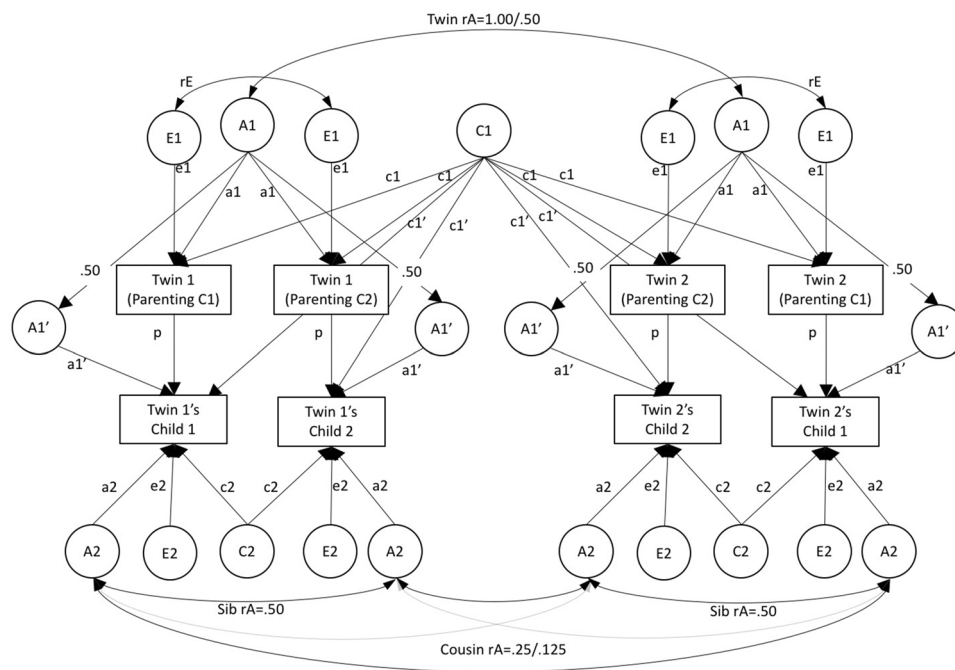 Twin rA=1.00/.50
rE
rE
E1
A1
E1
C1
E1
A1
E1
e1
e1
e1
e1
a1
a1
c1
c1
c1
c1
a1
a1
c1'
c1'
c1'
c1'
.50
Twin 1
(Parenting C1)
Twin 1
(Parenting C2)
.50
.50
Twin 2
(Parenting C2)
Twin 2
(Parenting C1)
.50
A1'
A1'
A1'
A1'
p
p
p
p
a1'
a1'
a1'
a1'
Twin 1's
Child 1
Twin 1's
Child 2
Twin 2's
Child 2
Twin 2's
Child 1
a2
e2
c2
c2
e2
a2
a2
e2
c2
c2
e2
a2
A2
E2
C2
E2
A2
A2
E2
C2
E2
A2
Sib rA=.50
Sib rA=.50
Cousin rA=.25/.125